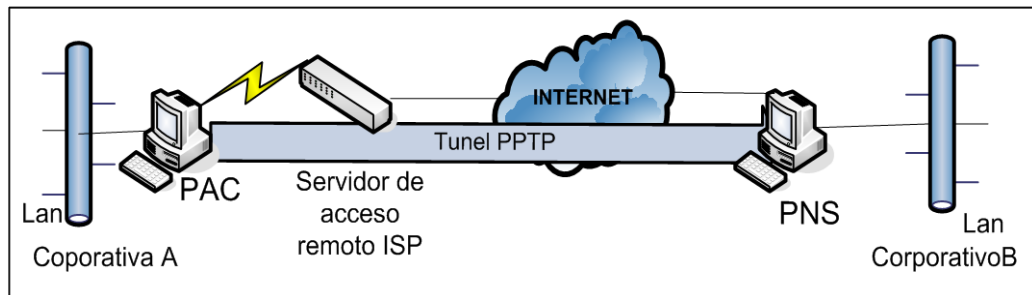 INTERNET
Tunel PPTP
PAC
Servidor de
acceso
remoto ISP
PNS
Lan
Coporativa A
Lan
CorporativoB